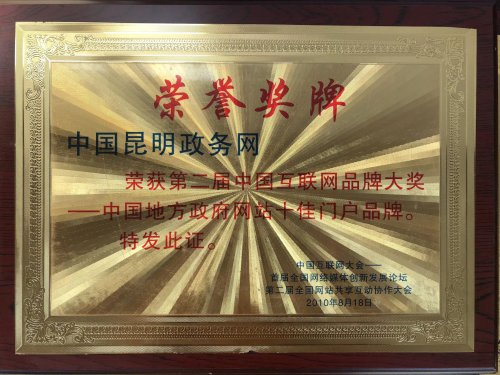 荣誉奖牌
中国昆明政务网
荣获第二届中国互联网品牌大奖
——中国地方政府网站十佳门户品牌。
特发此证。
中国互联网大会——
首届全国网络媒体创新发展论坛
第二届全国网站共享互动协作大会
2010年8月18日